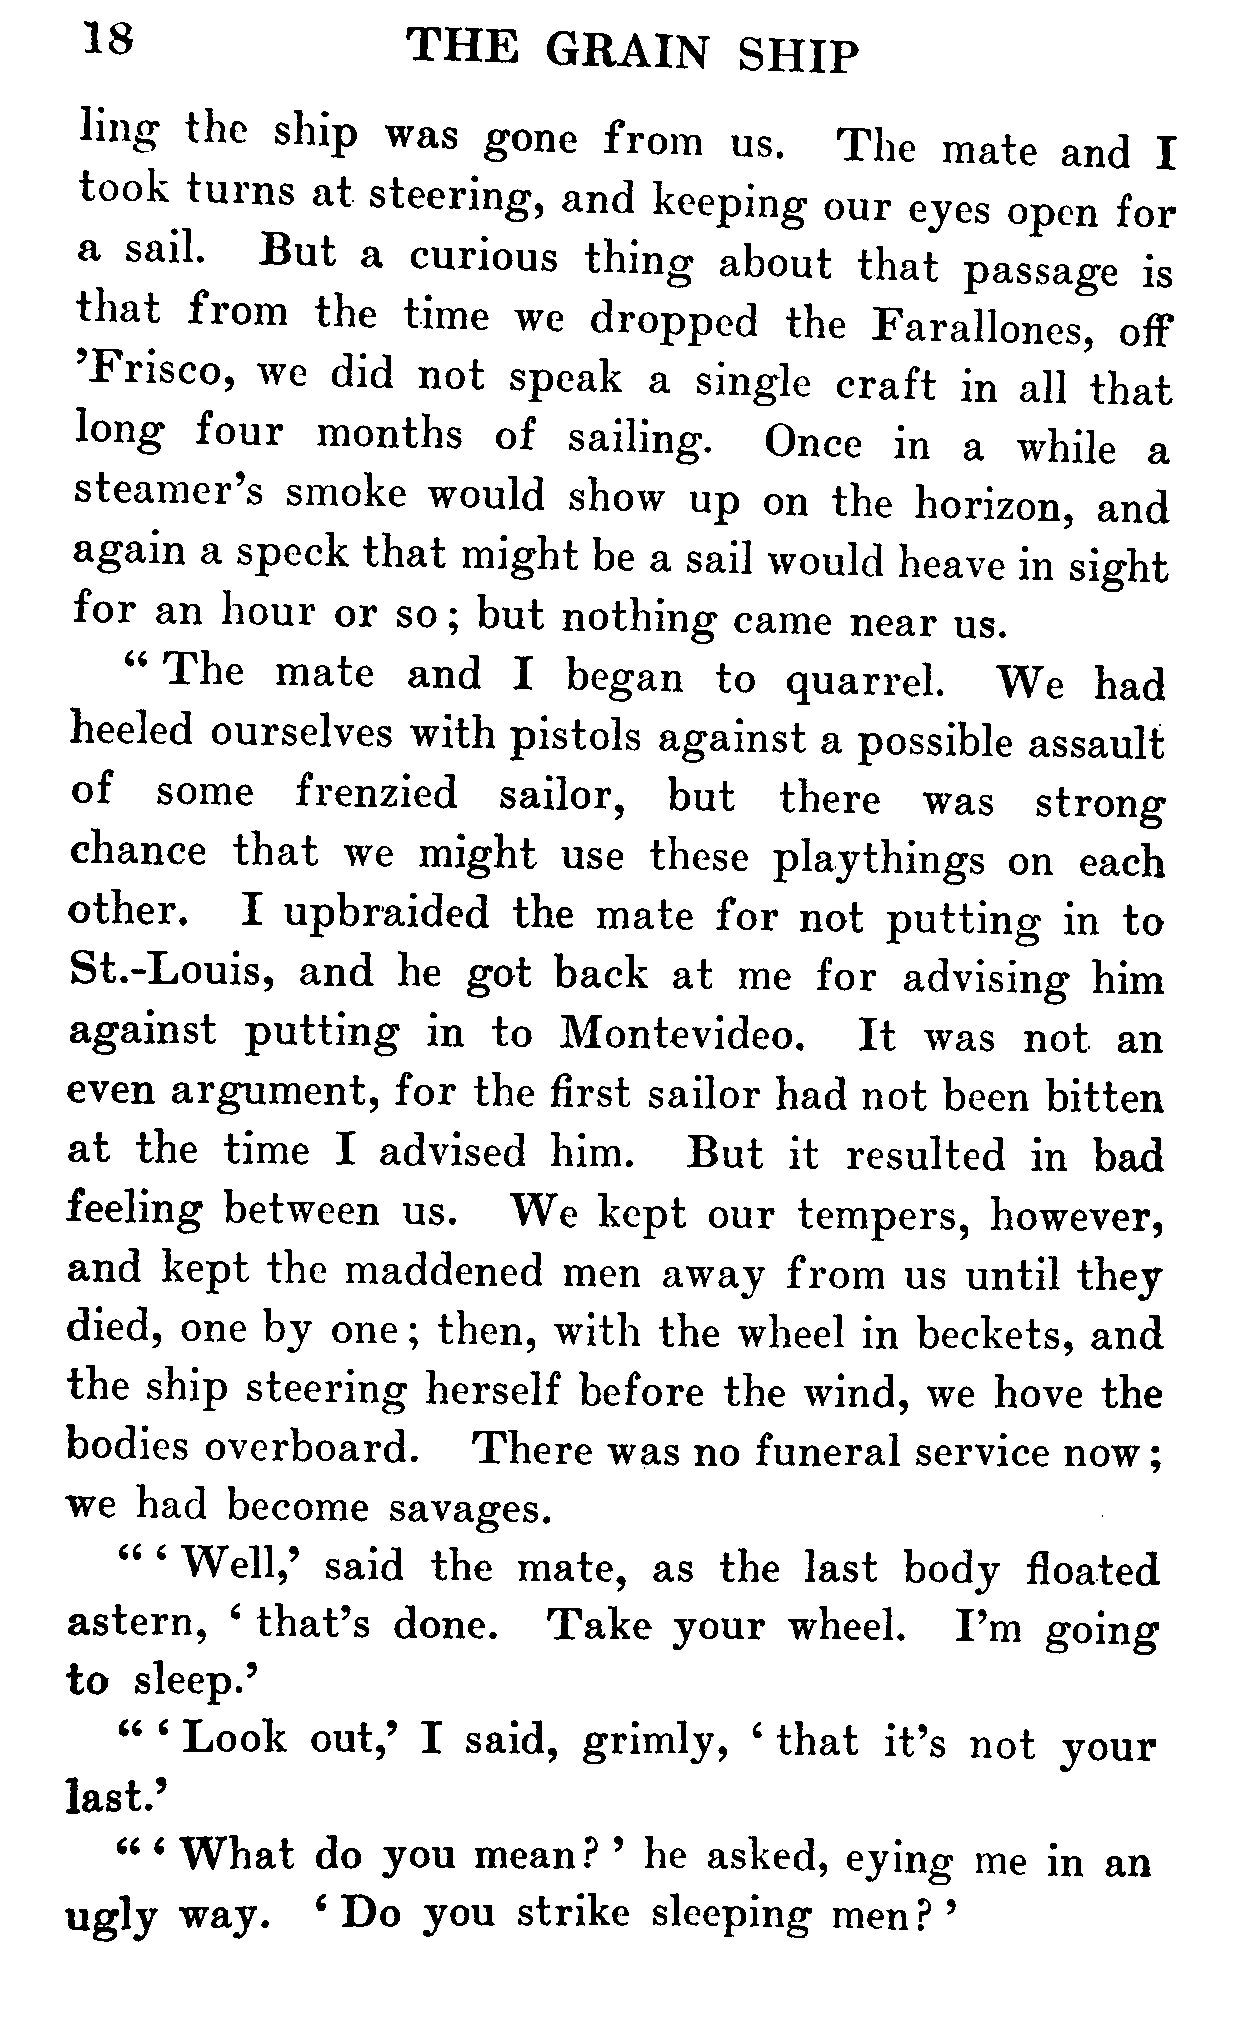 18 THE GRAIN SHIP
ling the ship was gone from us. The mate and I
took turns at steering, and keeping our eyes open for
a sail. But a curious thing about that passage is
that from the time we dropped the Farallones, off
’Frisco, we did not speak a single craft in all that
long four months of sailing. Once in a while a
steamer’s smoke would show up on the horizon, and
again a speck that might be a sail would heave in sight
for an hour or so; but nothing came near us.
“The mate and I began to quarrel. We had
heeled ourselves with pistols against a possible assault
of some frenzied sailor, but there was strong
chance that we might use these playthings on each
other. I upbraided the mate for not putting in to
St.-Louis, and he got back at me for advising him
against putting in to Montevideo. It was not an
even argument, for the first sailor had not been bitten
at the time I advised him. But it resulted in bad
feeling between us. We kept our tempers, however,
and kept the maddened men away from us until they
died, one by one; then, with the wheel in beckets, and
the ship steering herself before the wind, we hove the
bodies overboard. There was no funeral service now;
we had become savages.
“‘Well,’ said the mate, as the last body floated
astern, ‘that’s done. Take your wheel. I’m going
to sleep.’
“‘Look out,’ I said, grimly, ‘that it’s not your
last.’
“‘What do you mean?’ he asked, eying me in an
ugly way. ‘Do you strike sleeping men?’